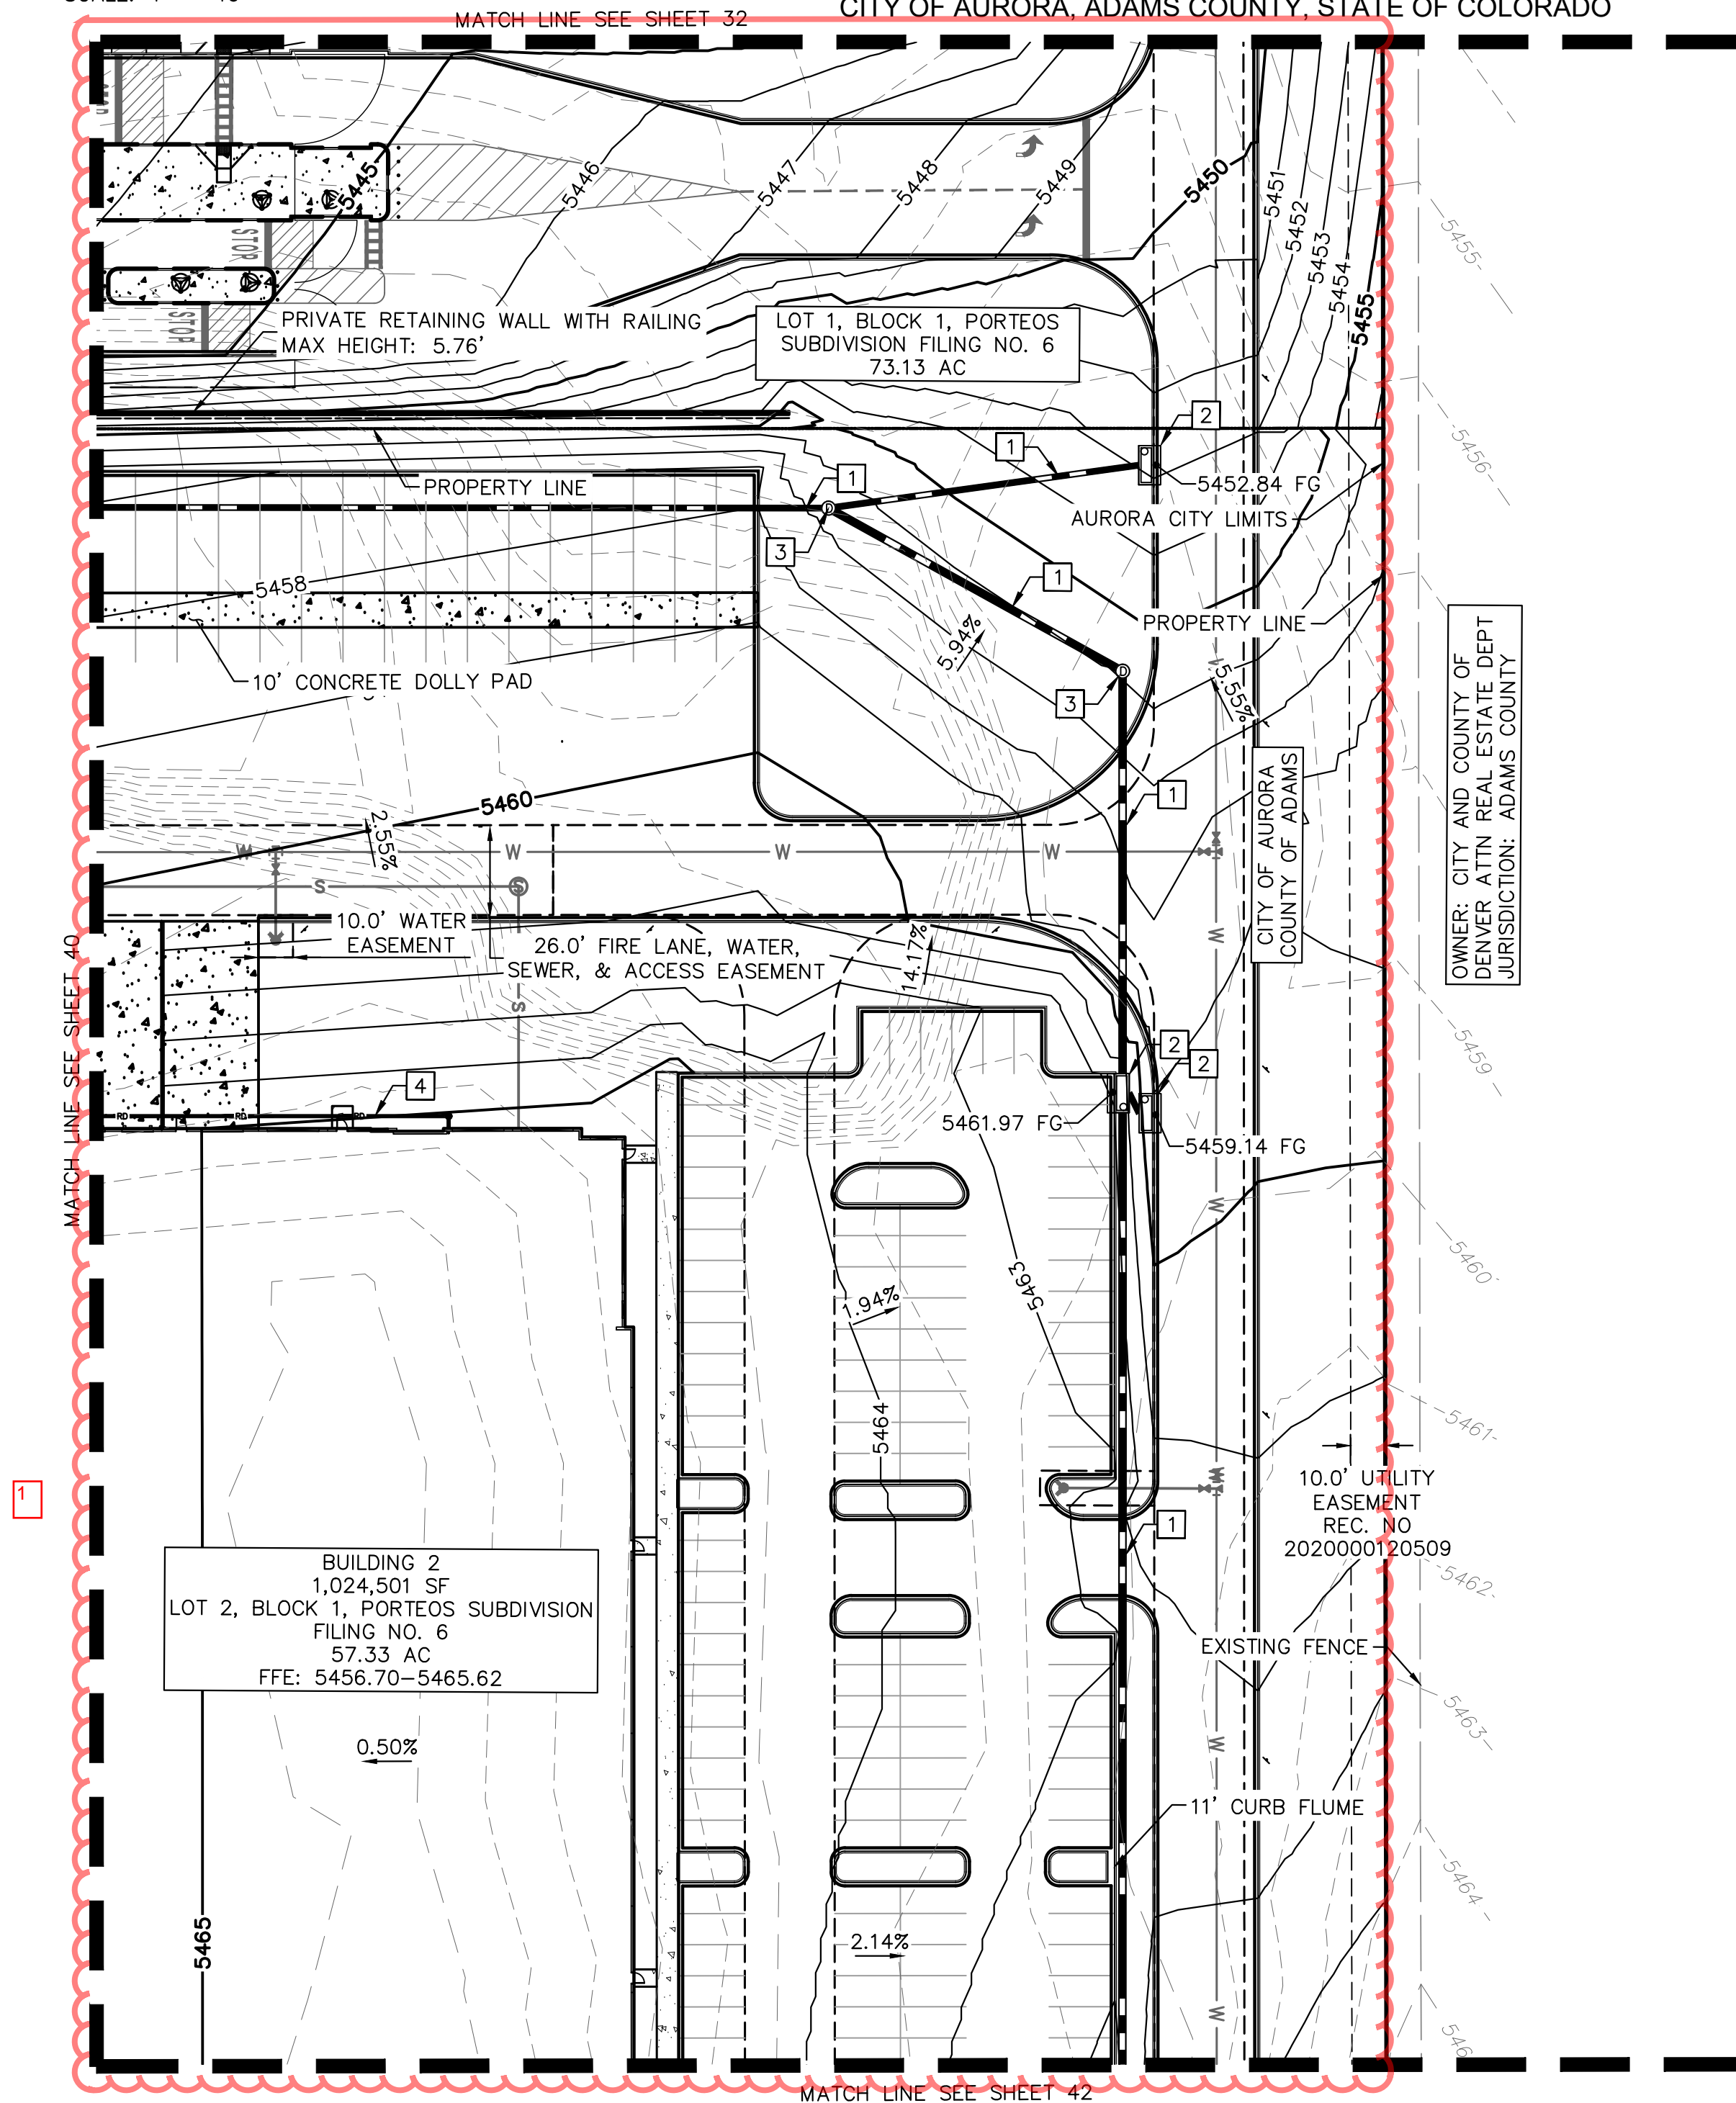 CITY OF AURORA, ADAMS COUNTY, STATE OF COLORADO
MATCH LINE SEE SHEET 32
5445
5446
5447
5448
5449
5450
5451
5452
5453
5454
5455
-5455-
STOP
STOP
PRIVATE RETAINING WALL WITH RAILING
MAX HEIGHT: 5.76'
LOT 1, BLOCK 1, PORTEOS
SUBDIVISION FILING NO. 6
73.13 AC
2
1
1
-5456-
PROPERTY LINE
5452.84 FG
AURORA CITY LIMITS
3
1
5458
5.94%
PROPERTY LINE
10' CONCRETE DOLLY PAD
3
5.55%
W
OWNER: CITY AND COUNTY OF
DENVER ATTN REAL ESTATE DEPT
JURISDICTION: ADAMS COUNTY
CITY OF AURORA
COUNTY OF ADAMS
1
5460
2.55%
W
W
W
W
S
S
10.0' WATER
EASEMENT
26.0' FIRE LANE, WATER,
SEWER, & ACCESS EASEMENT
14.17%
W
S
MATCH LINE SEE SHEET 40
-5459
2
2
4
RD
RD
RD
5461.97 FG
5459.14 FG
W
-5460-
5463
1.94%
5464
-5461-
10.0' UTILITY
EASEMENT
REC. NO
2020000120509
1
1
-5462-
BUILDING 2
1,024,501 SF
LOT 2, BLOCK 1, PORTEOS SUBDIVISION
FILING NO. 6
57.33 AC
FFE: 5456.70-5465.62
EXISTING FENCE
-5463-
0.50%
W
11' CURB FLUME
-5464-
5465
2.14%
W
MATCH LINE SEE SHEET 42